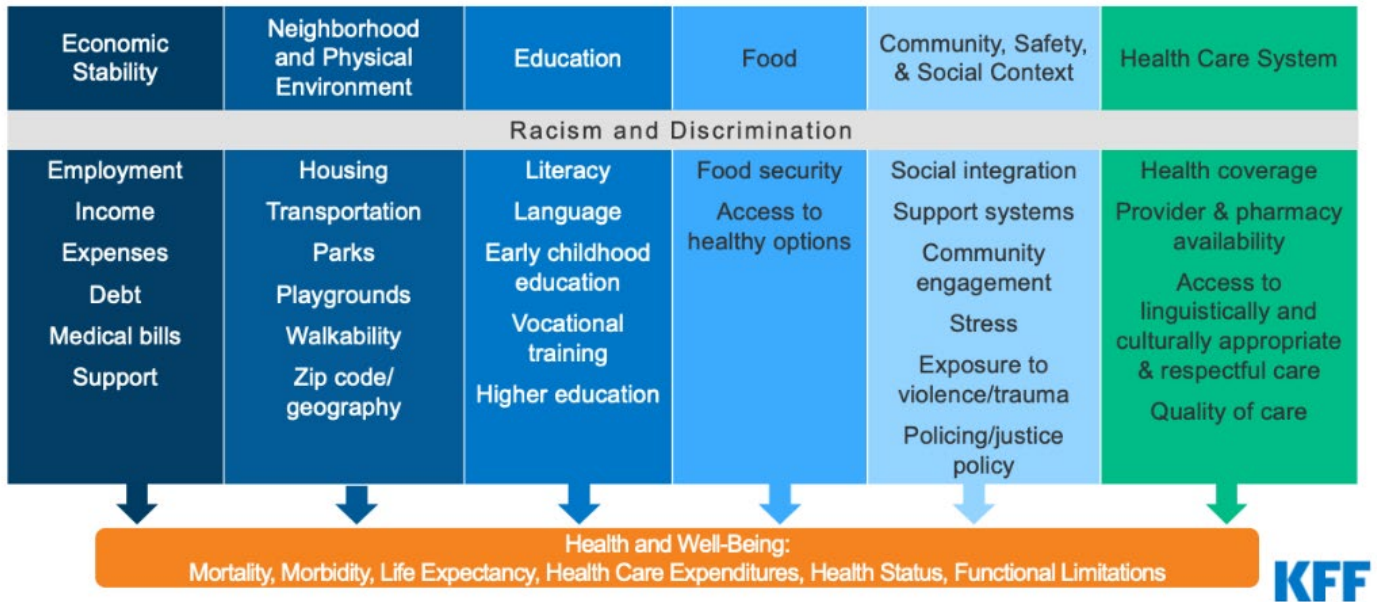 Economic
Stability
Neighborhood
and Physical
Environment
Education
Food
Community, Safety,
& Social Context
Health Care System
Racism and Discrimination
Employment
Income
Expenses
Debt
Medical bills
Support
Housing
Transportation
Parks
Playgrounds
Walkability
Zip code/
geography
Literacy
Language
Early childhood
education
Vocational
training
Higher education
Food security
Access to
healthy options
Social integration
Support systems
Community
engagement
Stress
Exposure to
violence/trauma
Policing/justice
policy
Health coverage
Provider & pharmacy
availability
Access to
linguistically and
culturally appropriate
& respectful care
Quality of care
Health and Well-Being:
Mortality, Morbidity, Life Expectancy, Health Care Expenditures, Health Status, Functional Limitations
KFF